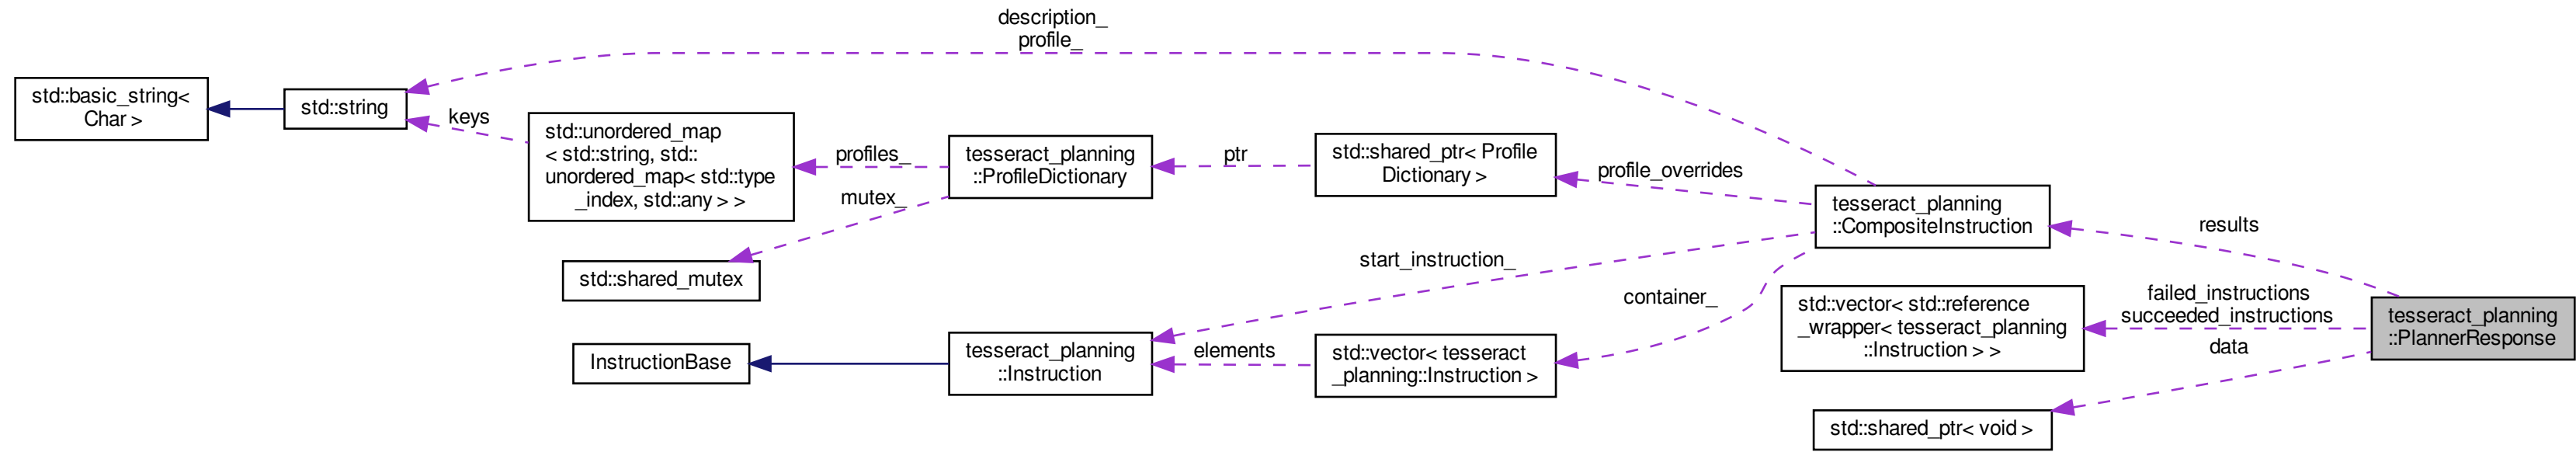 description_
profile_
std::basic_string<
Char >
std::string
keys
std::unordered_map
< std::string, std::
unordered_map< std::type
_index, std::any > >
profiles_
mutex_
std::shared_mutex
tesseract_planning
::ProfileDictionary
ptr
std::shared_ptr< Profile
Dictionary >
profile_overrides
tesseract_planning
::CompositeInstruction
results
start_instruction_
container_
InstructionBase
tesseract_planning
::Instruction
elements
std::vector< tesseract
_planning::Instruction >
std::vector< std::reference
_wrapper< tesseract_planning
::Instruction > >
failed_instructions
succeeded_instructions
data
tesseract_planning
::PlannerResponse
std::shared_ptr< void >